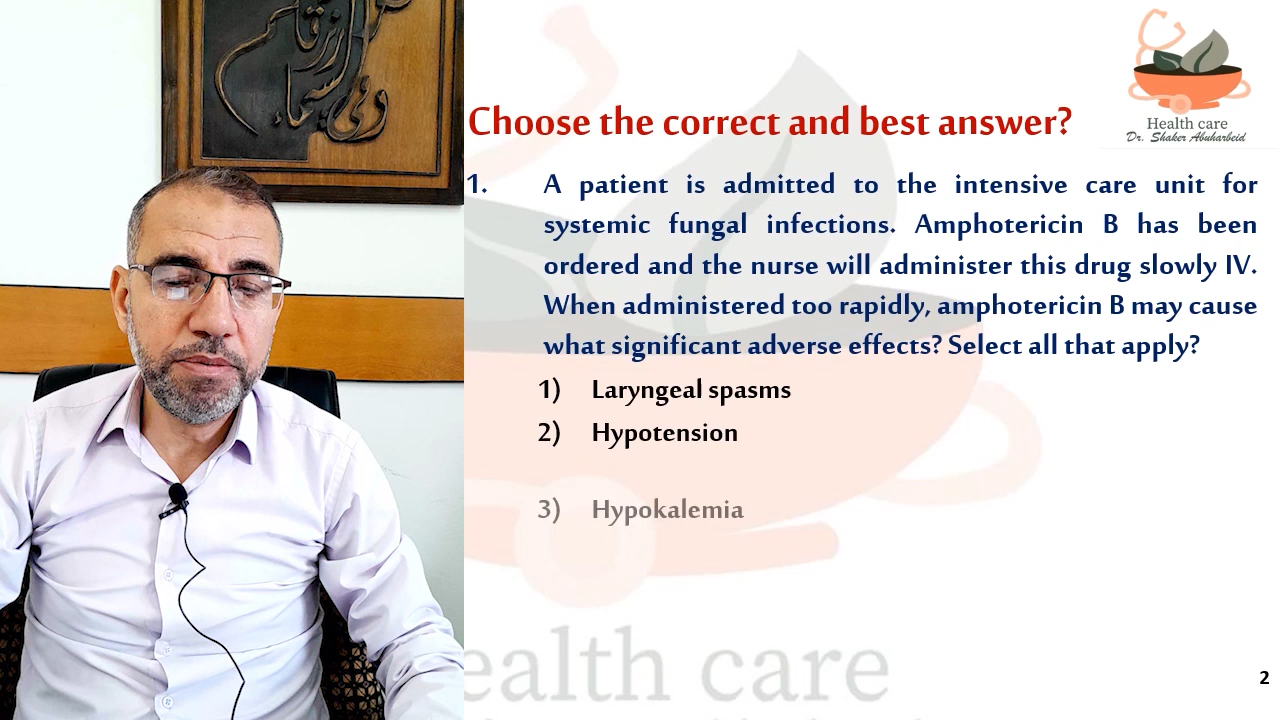 Choose the correct and best answer?
Health care
Dr. Shaker Abuharbeid
1. A patient is admitted to the intensive care unit for
systemic fungal infections. Amphotericin B has been
ordered and the nurse will administer this drug slowly IV.
When administered too rapidly, amphotericin B may cause
what significant adverse effects? Select all that apply?
1) Laryngeal spasms
2) Hypotension
3) Hypokalemia
ealth care
2